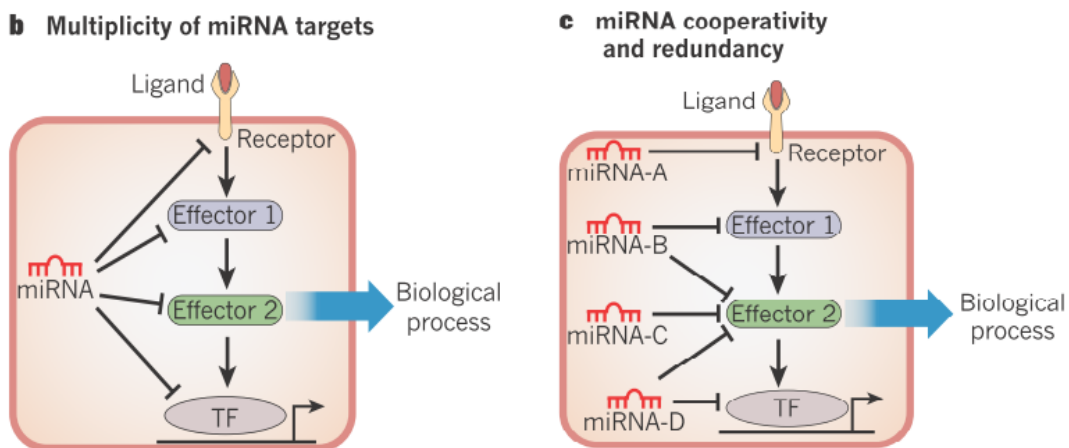 b Multiplicity of miRNA targets
Ligand
Receptor
Effector 1
miRNA
Effector 2
Biological
process
TF
c miRNA cooperativity
and redundancy
Ligand
miRNA-A
Receptor
miRNA-B
Effector 1
miRNA-C
Effector 2
Biological
process
miRNA-D
TF